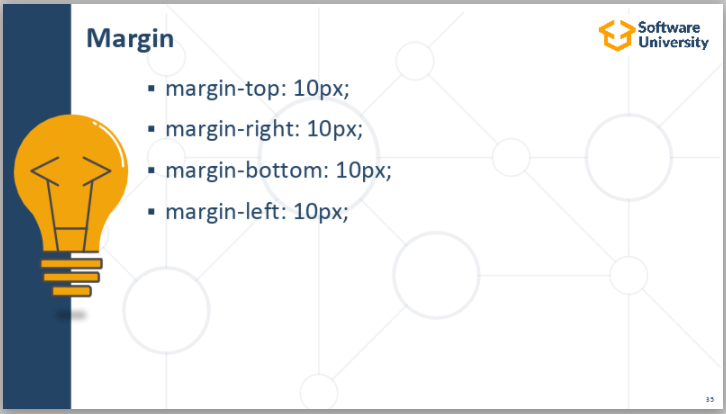 Margin
Software
University
▪ margin-top: 10px;
▪ margin-right: 10px;
▪ margin-bottom: 10px;
▪ margin-left: 10px;
35